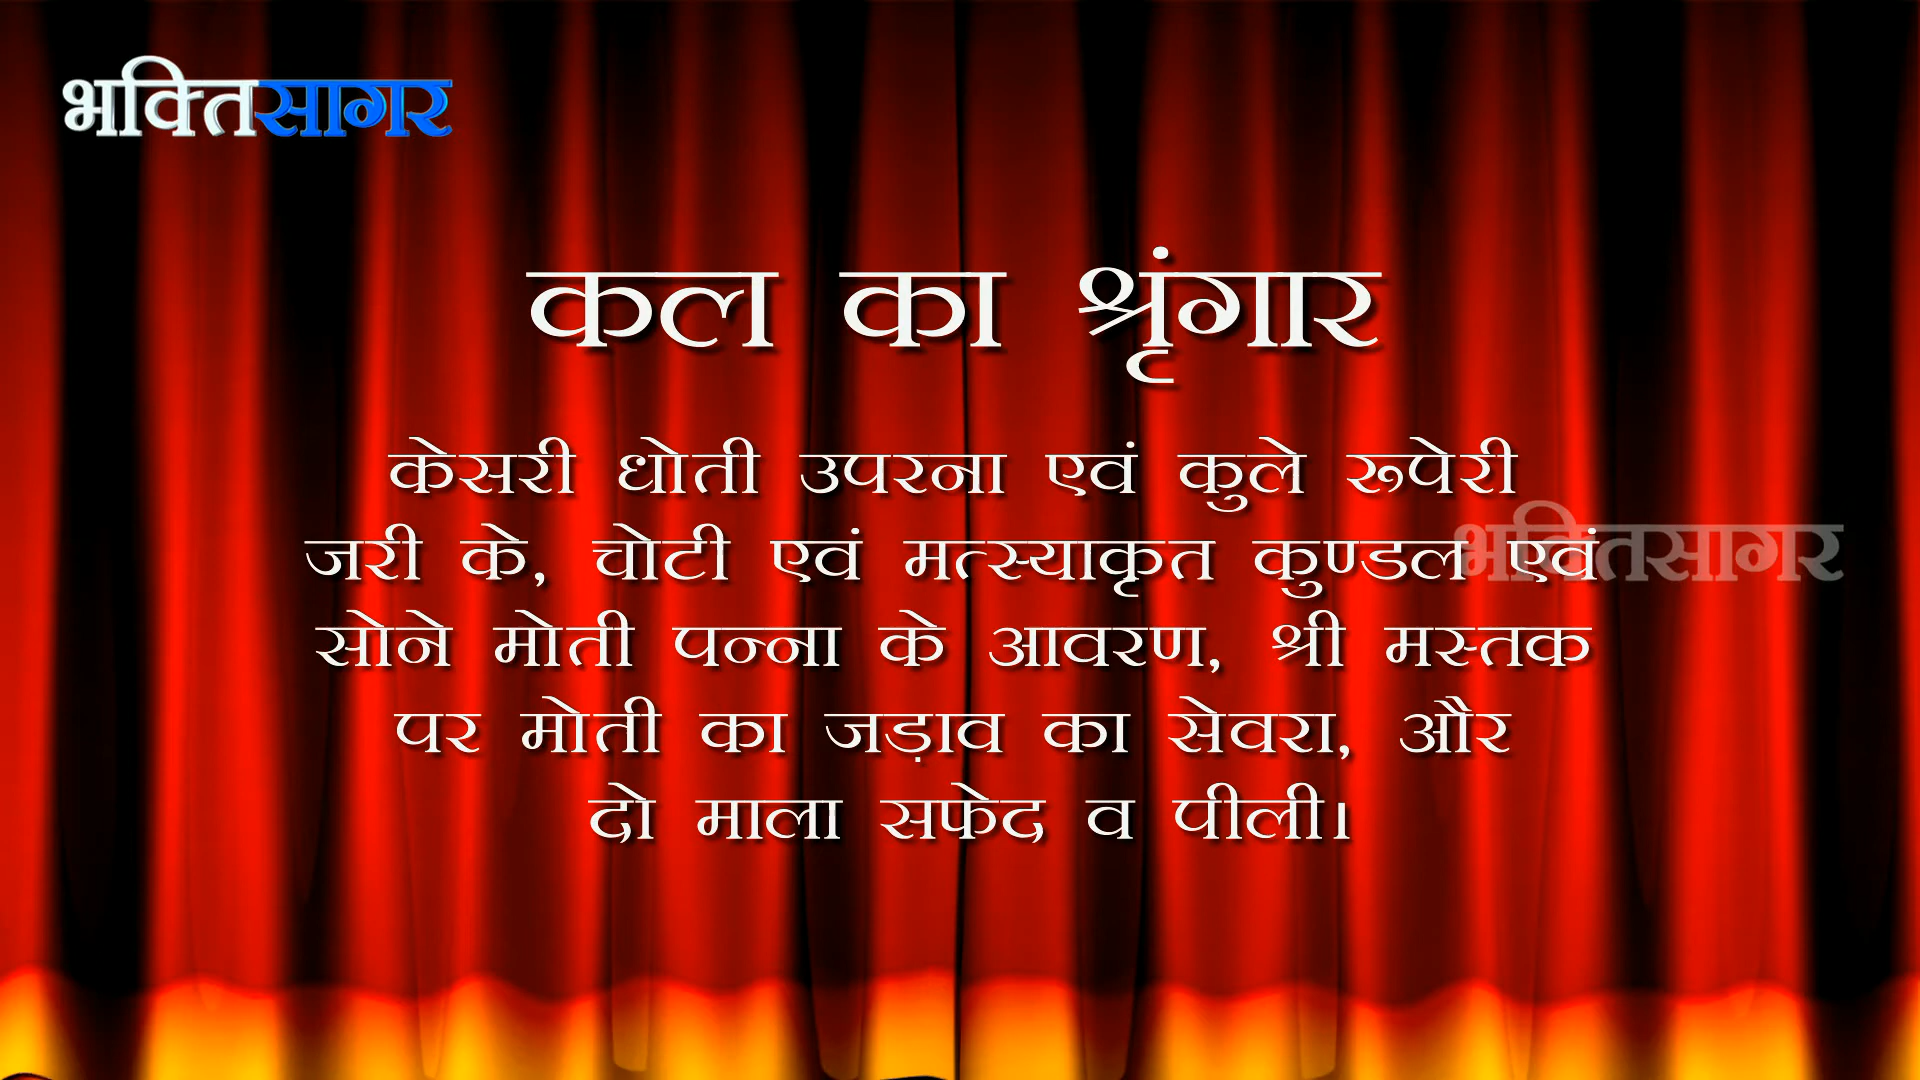 भक्तिसागर
कल का श्रृंगार
केसरी धोती उपरना एवं कुले रूपेरी
जरी के, चोटी एवं मत्स्याकृत कुण्डल एवं
भक्तिसागर
सोने मोती पन्ना के आवरण, श्री मस्तक
पर मोती का जड़ाव का सेवरा, और
दो माला सफेद व पीली।